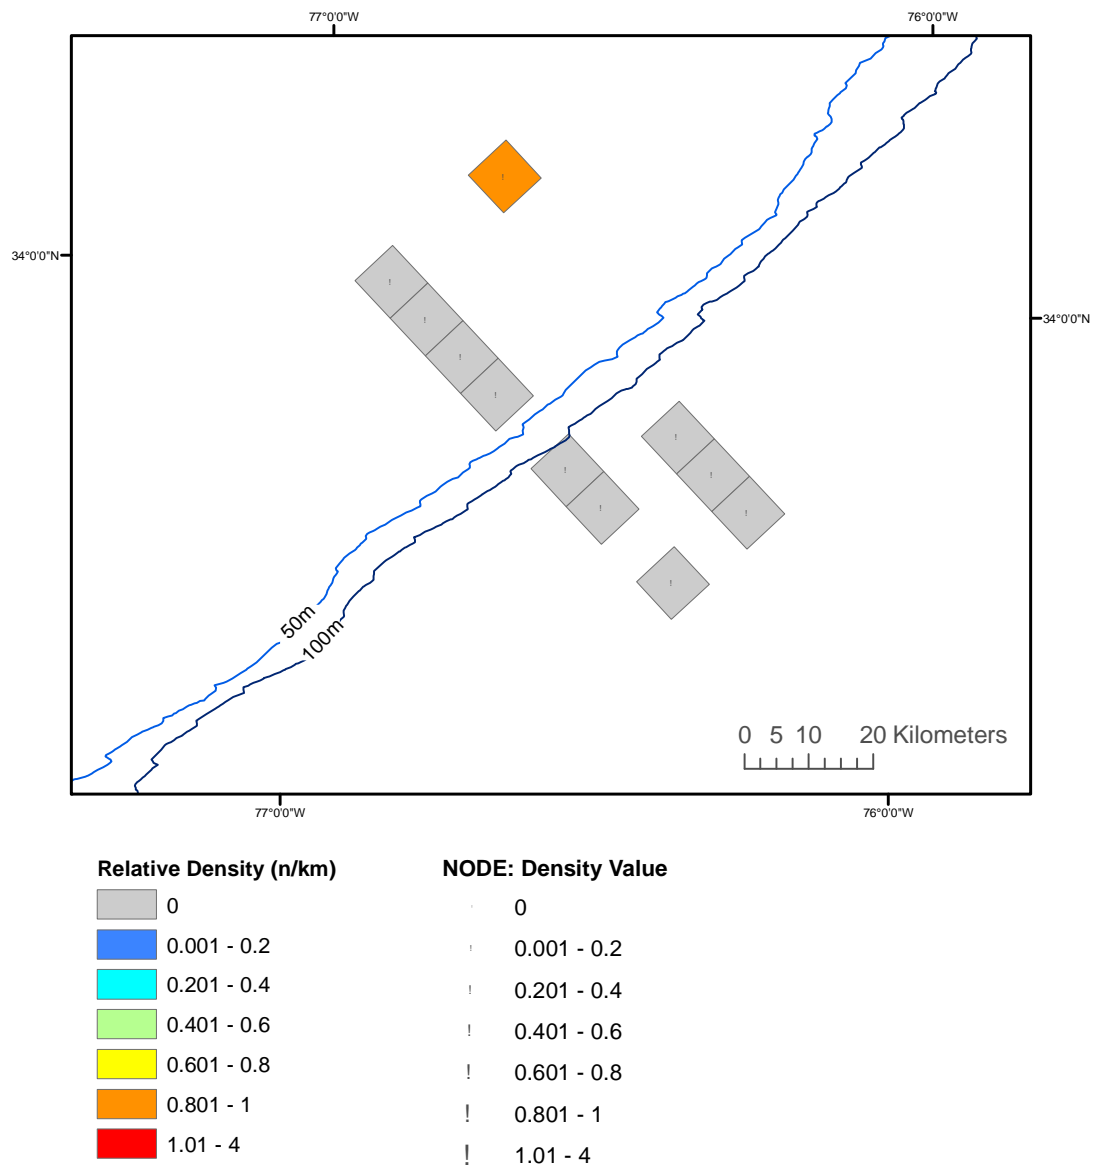 77°0'0"W 76°0'0"W
34°0'0"N
34°0'0"N
50m
100m
0 5 10 20 Kilometers
77°0'0"W 76°0'0"W
Relative Density (n/km) NODE: Density Value
0 0
0.001 - 0.2 ! 0.001 - 0.2
0.201 - 0.4 ! 0.201 - 0.4
0.401 - 0.6 ! 0.401 - 0.6
0.601 - 0.8 ! 0.601 - 0.8
0.801 - 1 ! 0.801 - 1
1.01 - 4 ! 1.01 - 4